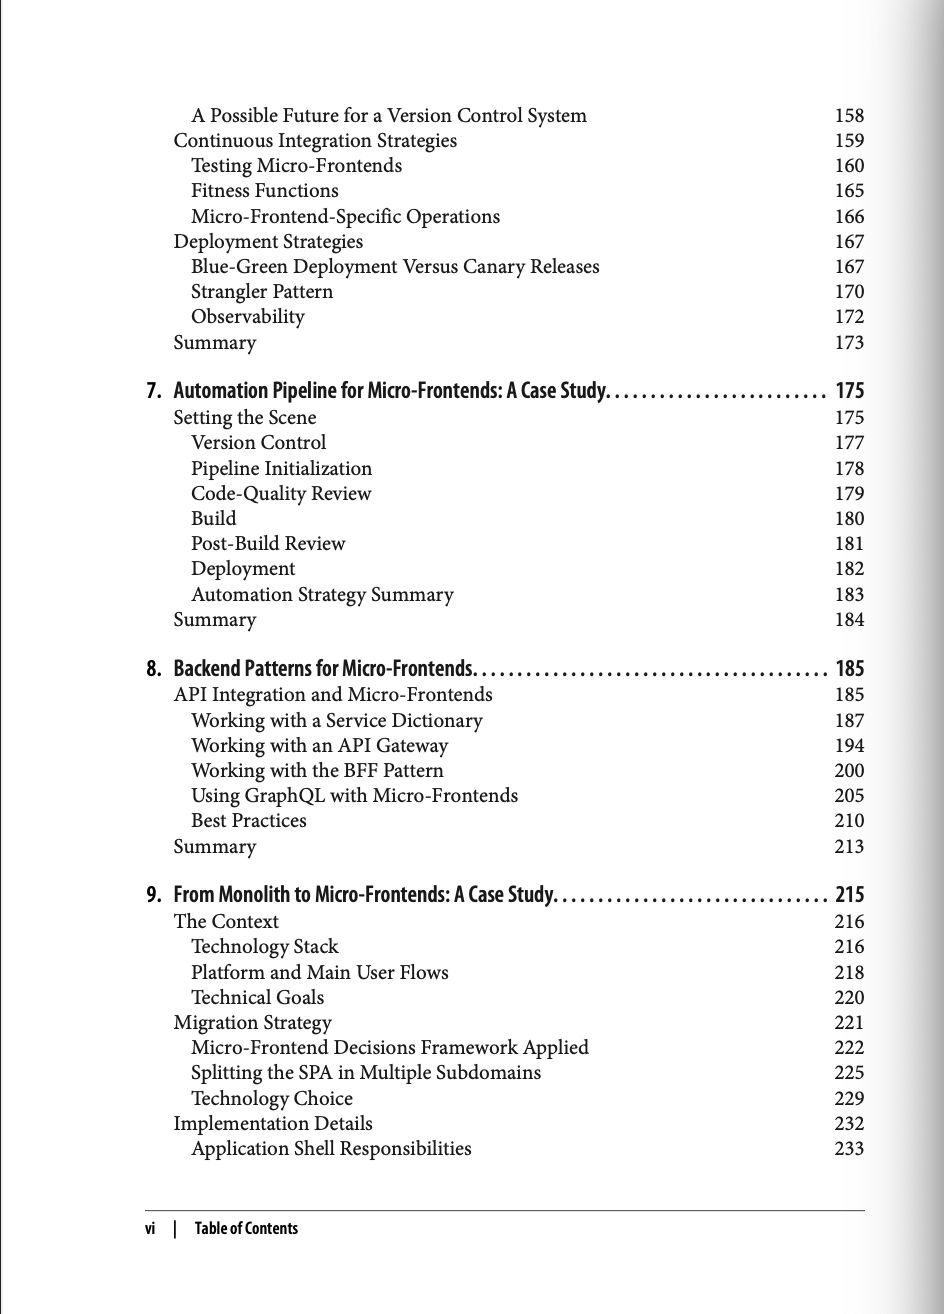 A Possible Future for a Version Control System 158
Continuous Integration Strategies 159
Testing Micro-Frontends 160
Fitness Functions 165
Micro-Frontend-Specific Operations 166
Deployment Strategies 167
Blue-Green Deployment Versus Canary Releases 167
Strangler Pattern 170
Observability 172
Summary 173
7. Automation Pipeline for Micro-Frontends: A Case Study. . . . . . . . . . . . . . . . . . . . . . . . . 175
Setting the Scene 175
Version Control 177
Pipeline Initialization 178
Code-Quality Review 179
Build 180
Post-Build Review 181
Deployment 182
Automation Strategy Summary 183
Summary 184
8. Backend Patterns for Micro-Frontends. . . . . . . . . . . . . . . . . . . . . . . . . . . . . . . . . . . . . . . . 185
API Integration and Micro-Frontends 185
Working with a Service Dictionary 187
Working with an API Gateway 194
Working with the BFF Pattern 200
Using GraphQL with Micro-Frontends 205
Best Practices 210
Summary 213
9. From Monolith to Micro-Frontends: A Case Study. . . . . . . . . . . . . . . . . . . . . . . . . . . . . . . 215
The Context 216
Technology Stack 216
Platform and Main User Flows 218
Technical Goals 220
Migration Strategy 221
Micro-Frontend Decisions Framework Applied 222
Splitting the SPA in Multiple Subdomains 225
Technology Choice 229
Implementation Details 232
Application Shell Responsibilities 233
vi | Table of Contents